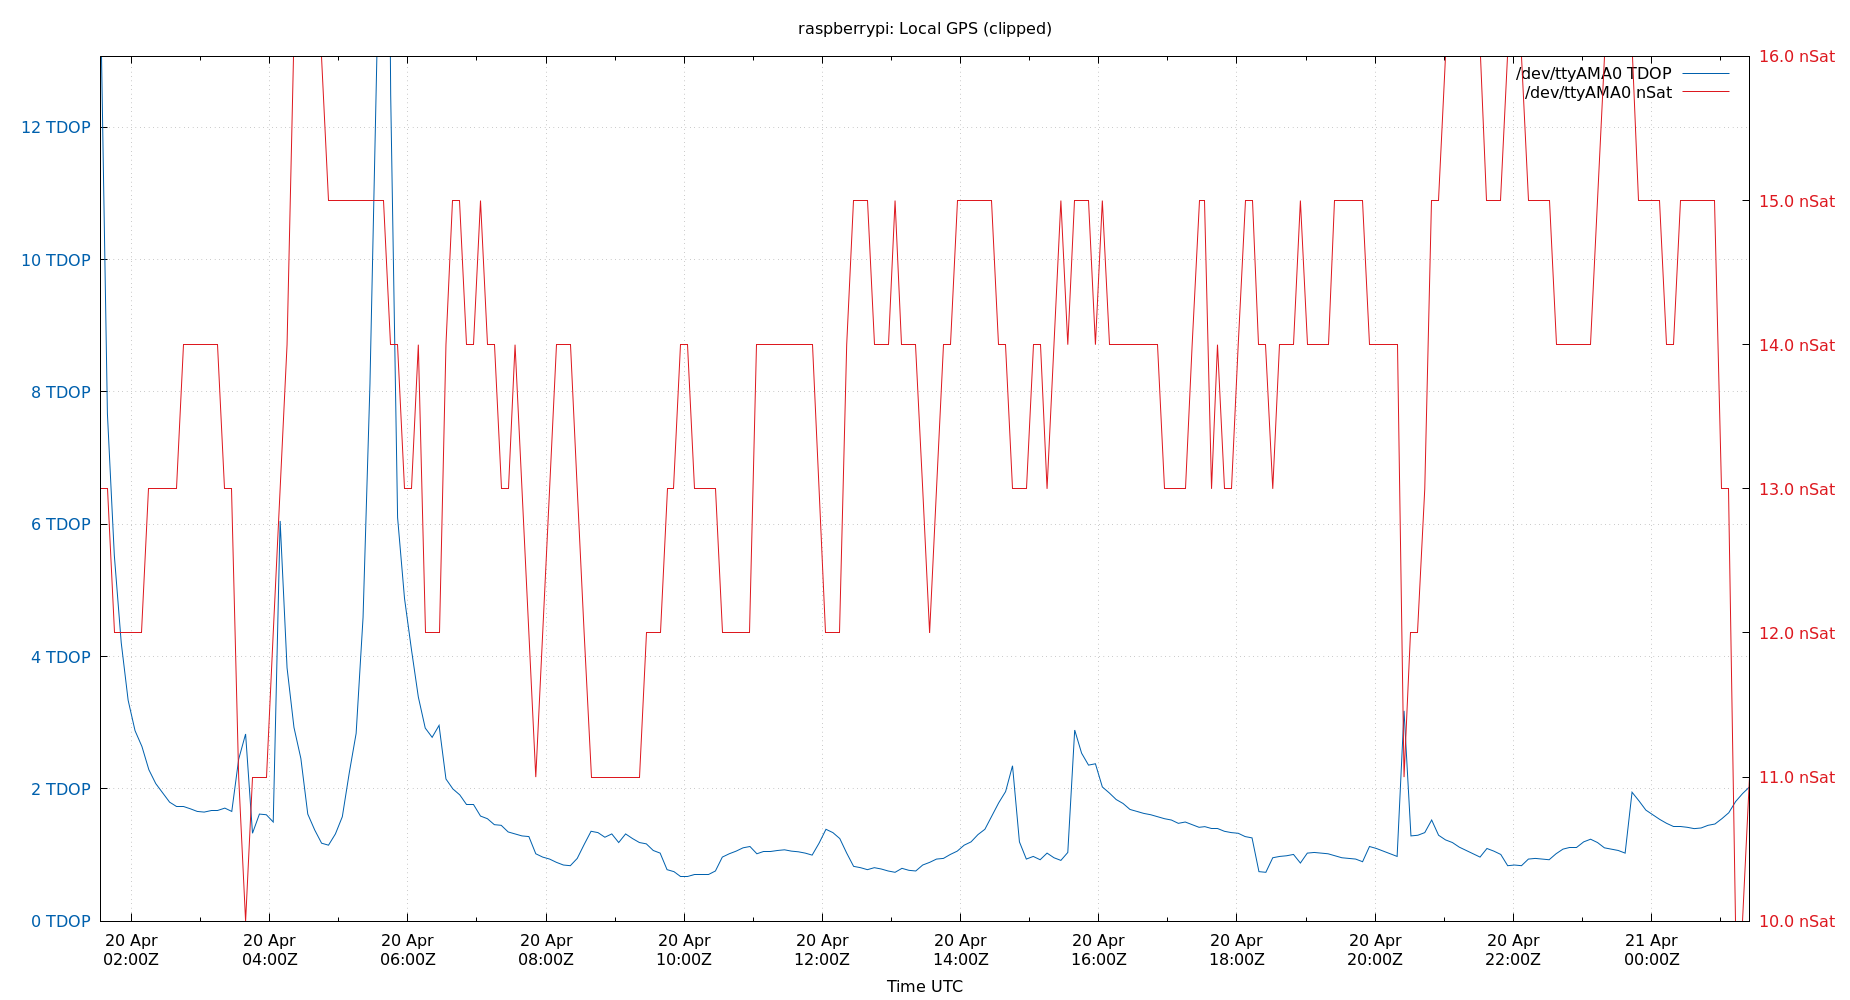 raspberrypi: Local GPS (clipped)
16.0 nSat
/dev/ttyAMA0 TDOP
/dev/ttyAMA0 nSat
12 TDOP
15.0 nSat
10 TDOP
14.0 nSat
8 TDOP
13.0 nSat
6 TDOP
12.0 nSat
4 TDOP
11.0 nSat
2 TDOP
0 TDOP
10.0 nSat
20 Apr 20 Apr 20 Apr 20 Apr 20 Apr 20 Apr 20 Apr 20 Apr 20 Apr 20 Apr 20 Apr 21 Apr
02:00Z 04:00Z 06:00Z 08:00Z 10:00Z 12:00Z 14:00Z 16:00Z 18:00Z 20:00Z 22:00Z 00:00Z
Time UTC